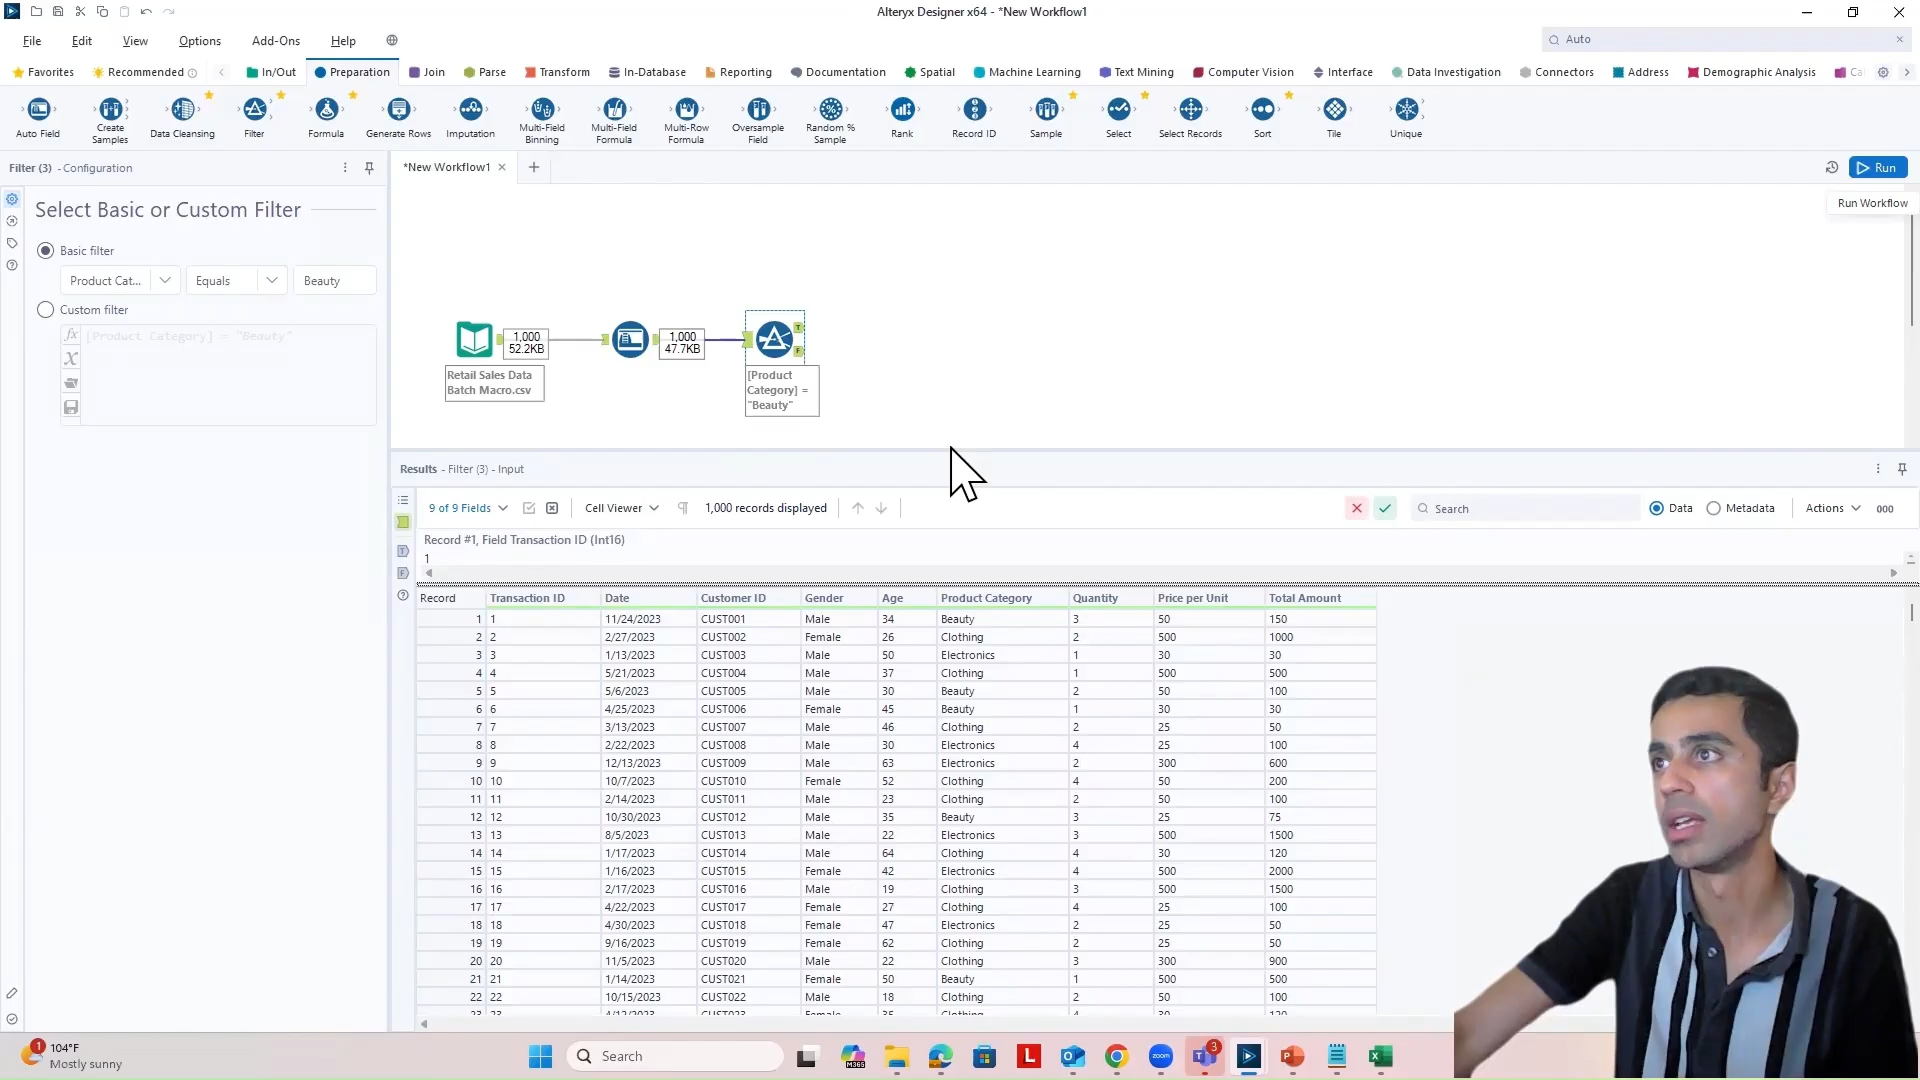 Alteryx Designer x64 - *New Workflow1
File Edit View Options Add-Ons Help
Auto
Favorites Recommended In/Out Preparation Join Parse Transform In-Database Reporting Documentation Spatial Machine Learning Text Mining Computer Vision Interface Data Investigation Connectors Address Demographic Analysis Ca
Auto Field
Create Samples
Data Cleansing
Filter
Formula
Generate Rows
Imputation
Multi-Field Binning
Multi-Field Formula
Multi-Row Formula
Oversample Field
Random % Sample
Rank
Record ID
Sample
Select
Select Records
Sort
Tile
Unique
Filter (3) - Configuration
*New Workflow1
Run
Run Workflow
Select Basic or Custom Filter
Basic filter
Product Cat... Equals Beauty
Custom filter
[Product Category] = "Beauty"
1,000
52.2KB
1,000
47.7KB
T
F
Retail Sales Data
Batch Macro.csv
[Product
Category] =
"Beauty"
Results - Filter (3) - Input
9 of 9 Fields Cell Viewer 1,000 records displayed Search Data Metadata Actions 000
Record #1, Field Transaction ID (Int16)
1
Record Transaction ID Date Customer ID Gender Age Product Category Quantity Price per Unit Total Amount
1 1 11/24/2023 CUST001 Male 34 Beauty 3 50 150
2 2 2/27/2023 CUST002 Female 26 Clothing 2 500 1000
3 3 1/13/2023 CUST003 Male 50 Electronics 1 30 30
4 4 5/21/2023 CUST004 Male 37 Clothing 1 500 500
5 5 5/6/2023 CUST005 Male 30 Beauty 2 50 100
6 6 4/25/2023 CUST006 Female 45 Beauty 1 30 30
7 7 3/13/2023 CUST007 Male 46 Clothing 2 25 50
8 8 2/22/2023 CUST008 Male 30 Electronics 4 25 100
9 9 12/13/2023 CUST009 Male 63 Electronics 2 300 600
10 10 10/7/2023 CUST010 Female 52 Clothing 4 50 200
11 11 2/14/2023 CUST011 Male 23 Clothing 2 50 100
12 12 10/30/2023 CUST012 Male 35 Beauty 3 25 75
13 13 8/5/2023 CUST013 Male 22 Electronics 3 500 1500
14 14 1/17/2023 CUST014 Male 64 Clothing 4 30 120
15 15 1/16/2023 CUST015 Female 42 Electronics 4 500 2000
16 16 2/17/2023 CUST016 Male 19 Clothing 3 500 1500
17 17 4/22/2023 CUST017 Female 27 Clothing 4 25 100
18 18 4/30/2023 CUST018 Female 47 Electronics 2 25 50
19 19 9/16/2023 CUST019 Female 62 Clothing 2 25 50
20 20 11/5/2023 CUST020 Male 22 Clothing 3 300 900
21 21 1/14/2023 CUST021 Female 50 Beauty 1 500 500
22 22 10/15/2023 CUST022 Male 18 Clothing 2 50 100
23 23 4/12/2023 CUST023 Female 35 Clothing 4 30 120
1
104°F
Mostly sunny
Search
M365
L
zoom
3